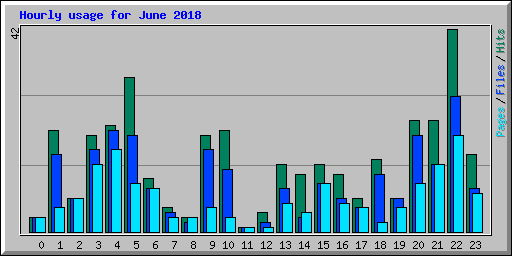 Hourly usage for June 2018
42
Pages / Files / Hits
0 1 2 3 4 5 6 7 8 9 10 11 12 13 14 15 16 17 18 19 20 21 22 23